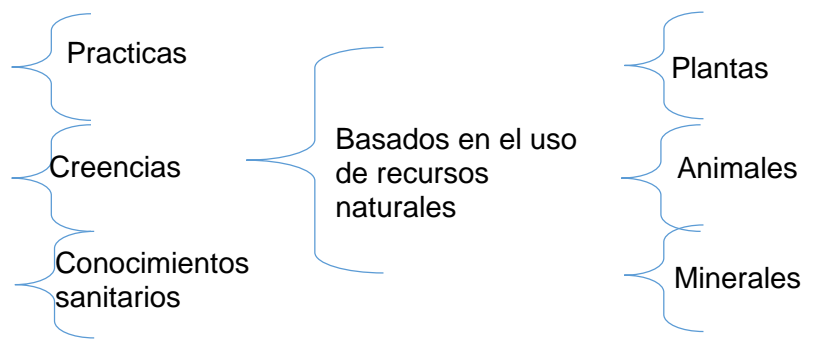 Practicas
Creencias
Conocimientos
sanitarios
Basados en el uso
de recursos
naturales
Plantas
Animales
Minerales